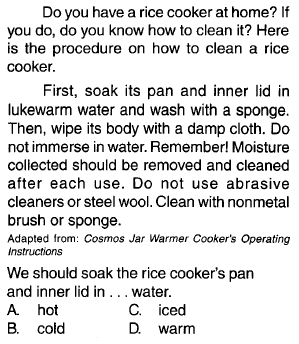 Do you have a rice cooker at home? If
you do, do you know how to clean it? Here
is the procedure on how to clean a rice
cooker.
First, soak its pan and inner lid in
lukewarm water and wash with a sponge.
Then, wipe its body with a damp cloth. Do
not immerse in water. Remember! Moisture
collected should be removed and cleaned
after each use. Do not use abrasive
cleaners or steel wool. Clean with nonmetal
brush or sponge.
Adapted from: Cosmos Jar Warmer Cooker's Operating
Instructions
We should soak the rice cooker's pan
and inner lid in . . . water.
A. hot C. iced
B. cold D. warm